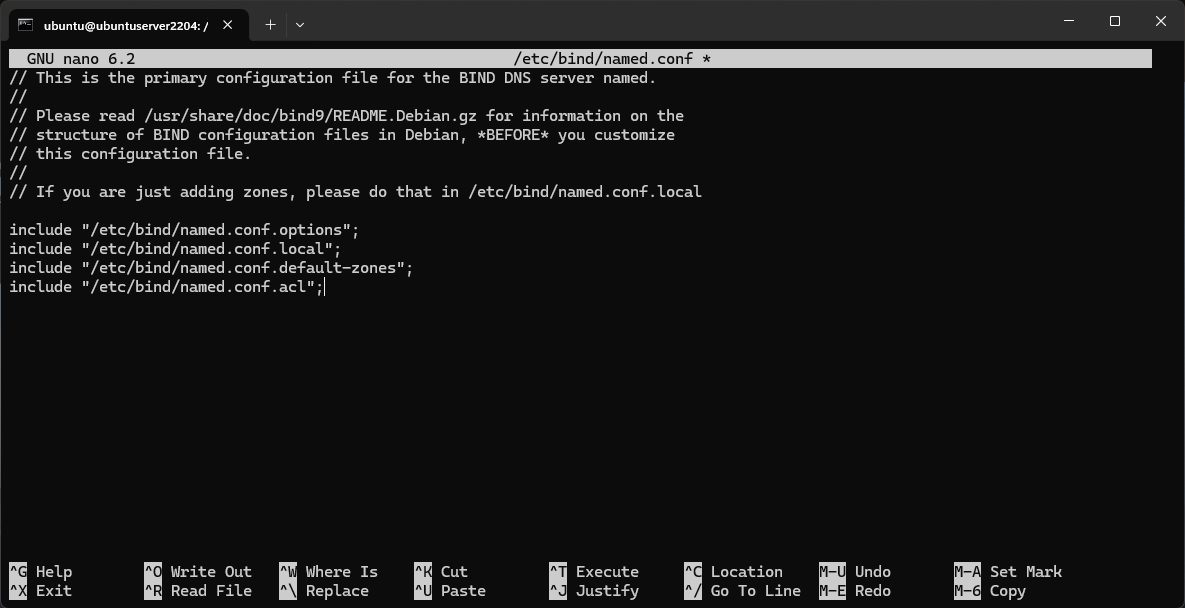 ubuntu@ubuntuserver2204: /
GNU nano 6.2 /etc/bind/named.conf *
// This is the primary configuration file for the BIND DNS server named.
//
// Please read /usr/share/doc/bind9/README.Debian.gz for information on the
// structure of BIND configuration files in Debian, *BEFORE* you customize
// this configuration file.
//
// If you are just adding zones, please do that in /etc/bind/named.conf.local
include "/etc/bind/named.conf.options";
include "/etc/bind/named.conf.local";
include "/etc/bind/named.conf.default-zones";
include "/etc/bind/named.conf.acl";
^G Help ^O Write Out ^W Where Is ^K Cut ^T Execute ^C Location M-U Undo M-A Set Mark
^X Exit ^R Read File ^\ Replace ^U Paste ^J Justify ^/ Go To Line M-E Redo M-6 Copy